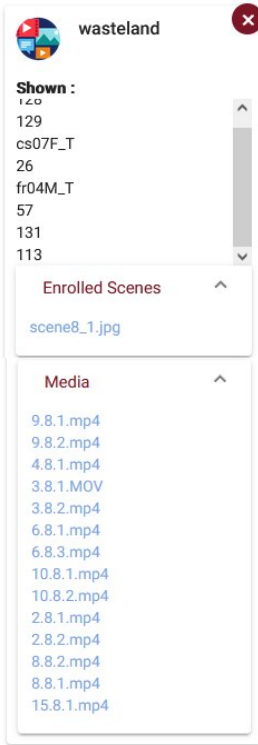 wasteland
Shown :
128
129
cs07F_T
26
fr04M_T
57
131
113
Enrolled Scenes
scene8_1.jpg
Media
9.8.1.mp4
9.8.2.mp4
4.8.1.mp4
3.8.1.MOV
3.8.2.mp4
6.8.1.mp4
6.8.3.mp4
10.8.1.mp4
10.8.2.mp4
2.8.1.mp4
2.8.2.mp4
8.8.2.mp4
8.8.1.mp4
15.8.1.mp4